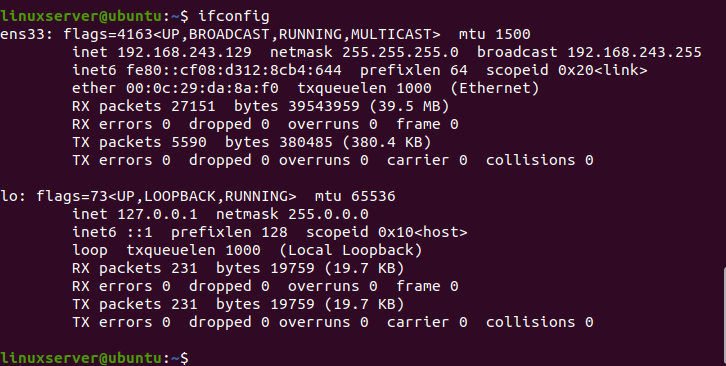 linuxserver@ubuntu:~$ ifconfig
ens33: flags=4163<UP,BROADCAST,RUNNING,MULTICAST>  mtu 1500
        inet 192.168.243.129  netmask 255.255.255.0  broadcast 192.168.243.255
        inet6 fe80::cf08:d312:8cb4:644  prefixlen 64  scopeid 0x20<link>
        ether 00:0c:29:da:8a:f0  txqueuelen 1000  (Ethernet)
        RX packets 27151  bytes 39543959 (39.5 MB)
        RX errors 0  dropped 0  overruns 0  frame 0
        TX packets 5590  bytes 380485 (380.4 KB)
        TX errors 0  dropped 0 overruns 0  carrier 0  collisions 0

lo: flags=73<UP,LOOPBACK,RUNNING>  mtu 65536
        inet 127.0.0.1  netmask 255.0.0.0
        inet6 ::1  prefixlen 128  scopeid 0x10<host>
        loop  txqueuelen 1000  (Local Loopback)
        RX packets 231  bytes 19759 (19.7 KB)
        RX errors 0  dropped 0  overruns 0  frame 0
        TX packets 231  bytes 19759 (19.7 KB)
        TX errors 0  dropped 0 overruns 0  carrier 0  collisions 0

linuxserver@ubuntu:~$